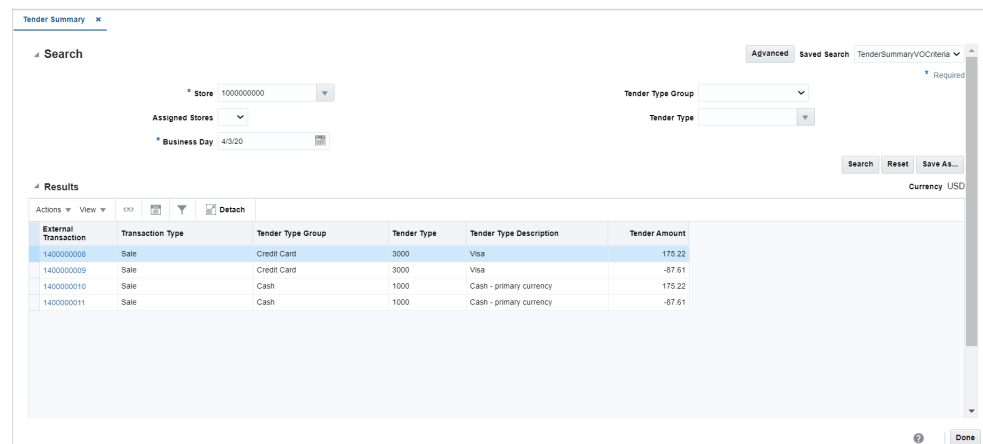 Tender Summary ×
Search
Advanced Saved Search TenderSummaryVOCriteria
* Required
* Store 1000000000 Tender Type Group
Assigned Stores Tender Type
* Business Day 4/3/20
Search Reset Save As...
Results Currency USD
Actions View Detach
External Transaction Transaction Type Tender Type Group Tender Type Tender Type Description Tender Amount
1400000008 Sale Credit Card 3000 Visa 175.22
1400000009 Sale Credit Card 3000 Visa -87.61
1400000010 Sale Cash 1000 Cash - primary currency 175.22
1400000011 Sale Cash 1000 Cash - primary currency -87.61
? Done